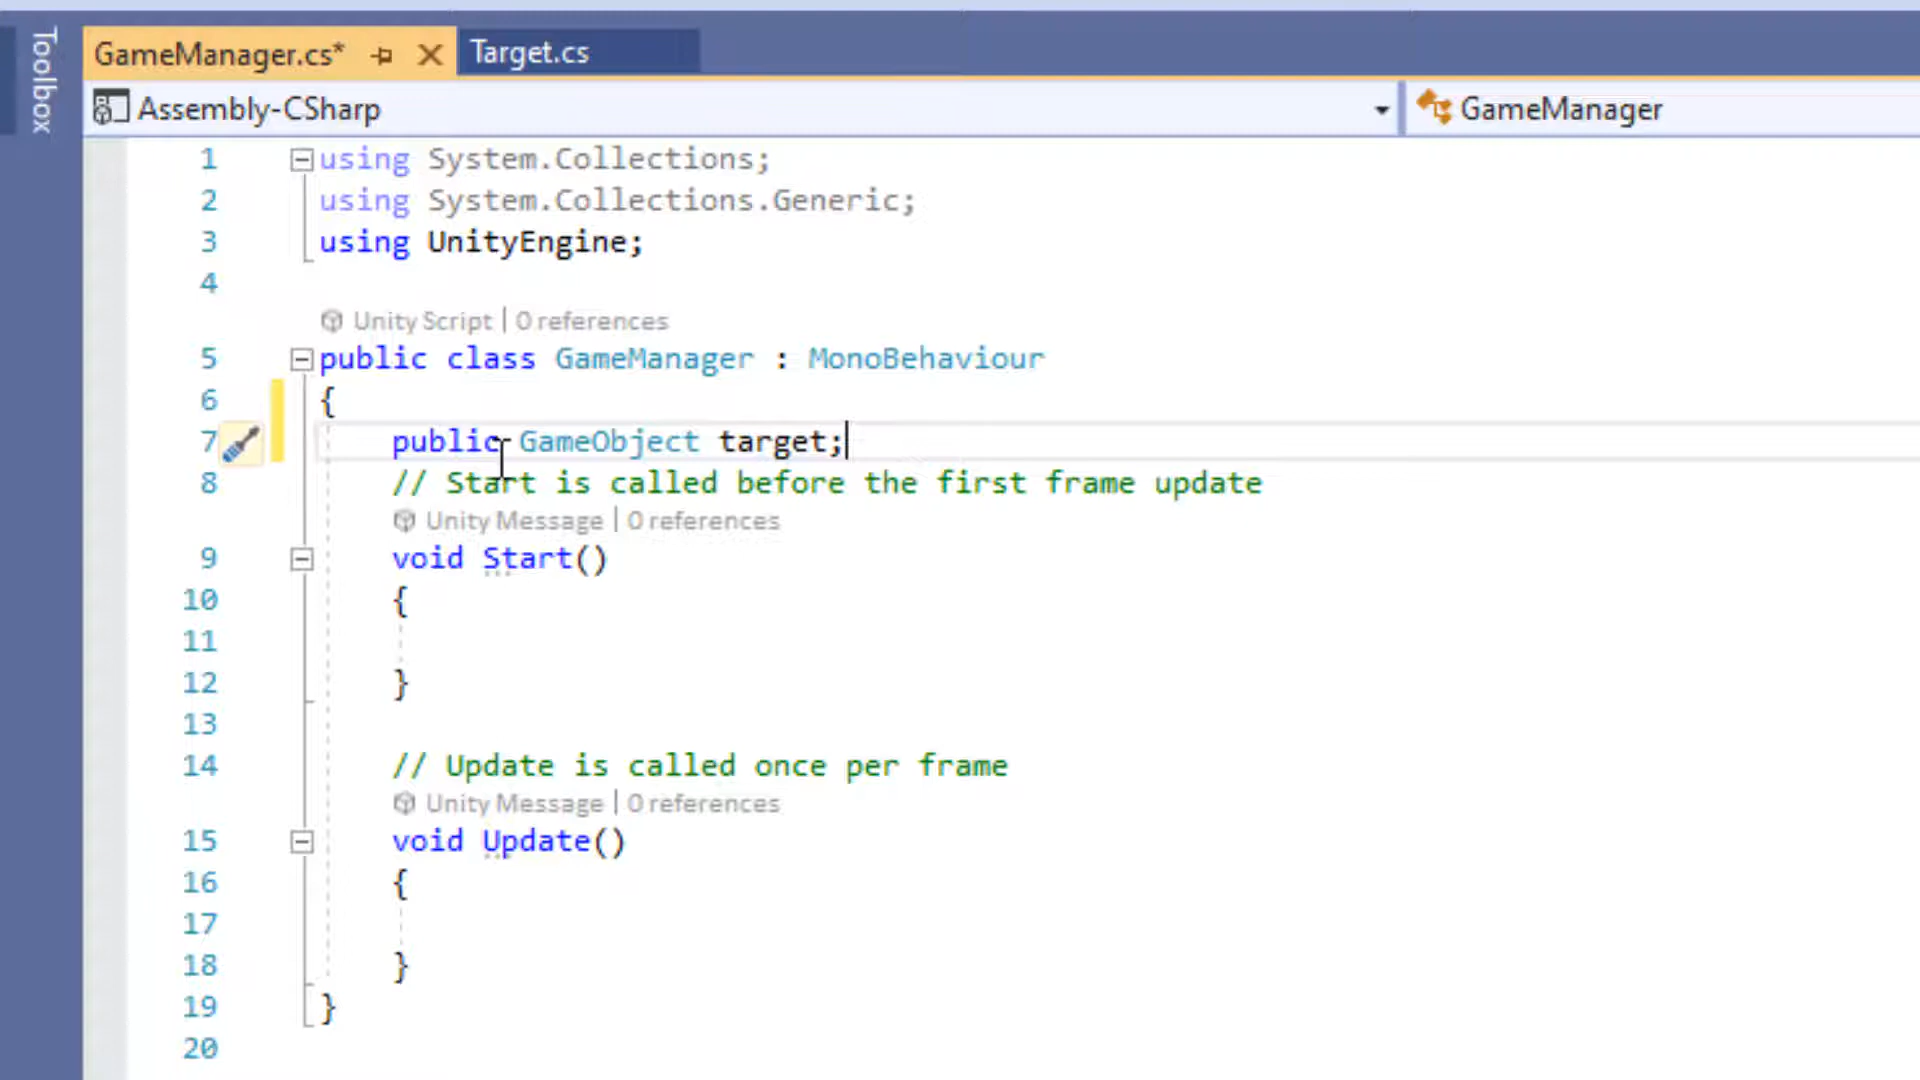 Toolbox
GameManager.cs*
Target.cs
Assembly-CSharp
GameManager
1 using System.Collections;
2 using System.Collections.Generic;
3 using UnityEngine;
4
Unity Script | 0 references
5 public class GameManager : MonoBehaviour
6 {
7 public GameObject target;
8 // Start is called before the first frame update
Unity Message | 0 references
9 void Start()
10 {
11
12 }
13
14 // Update is called once per frame
Unity Message | 0 references
15 void Update()
16 {
17
18 }
19 }
20